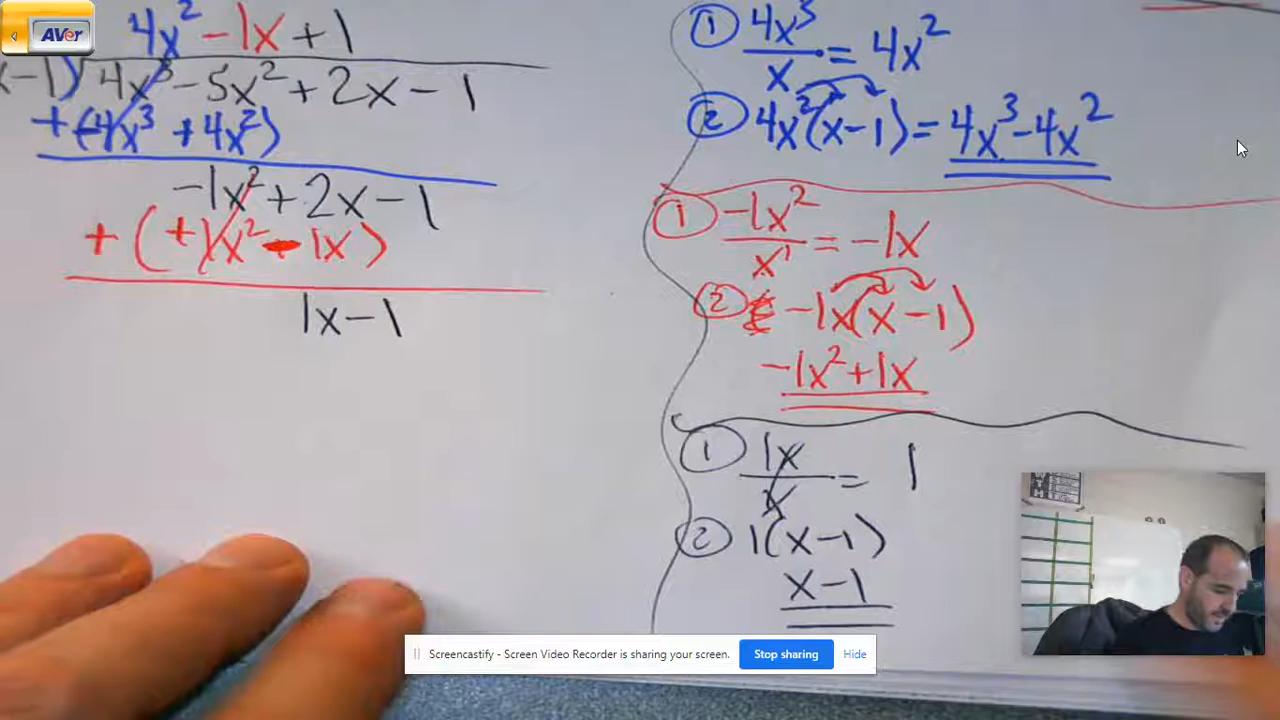 AVer
4x² -1x +1
x-1) 4x³ - 5x² + 2x - 1
+(-4x³ + 4x²)
-1x² + 2x - 1
+ (+1x² - 1x)
1x - 1
① 4x³/x = 4x²
② 4x²(x-1) = 4x³-4x²
① -1x²/x¹ = -1x
② -1x(x-1)
-1x²+1x
① 1x/x = 1
② 1(x-1)
x-1
Screencastify - Screen Video Recorder is sharing your screen.
Stop sharing
Hide